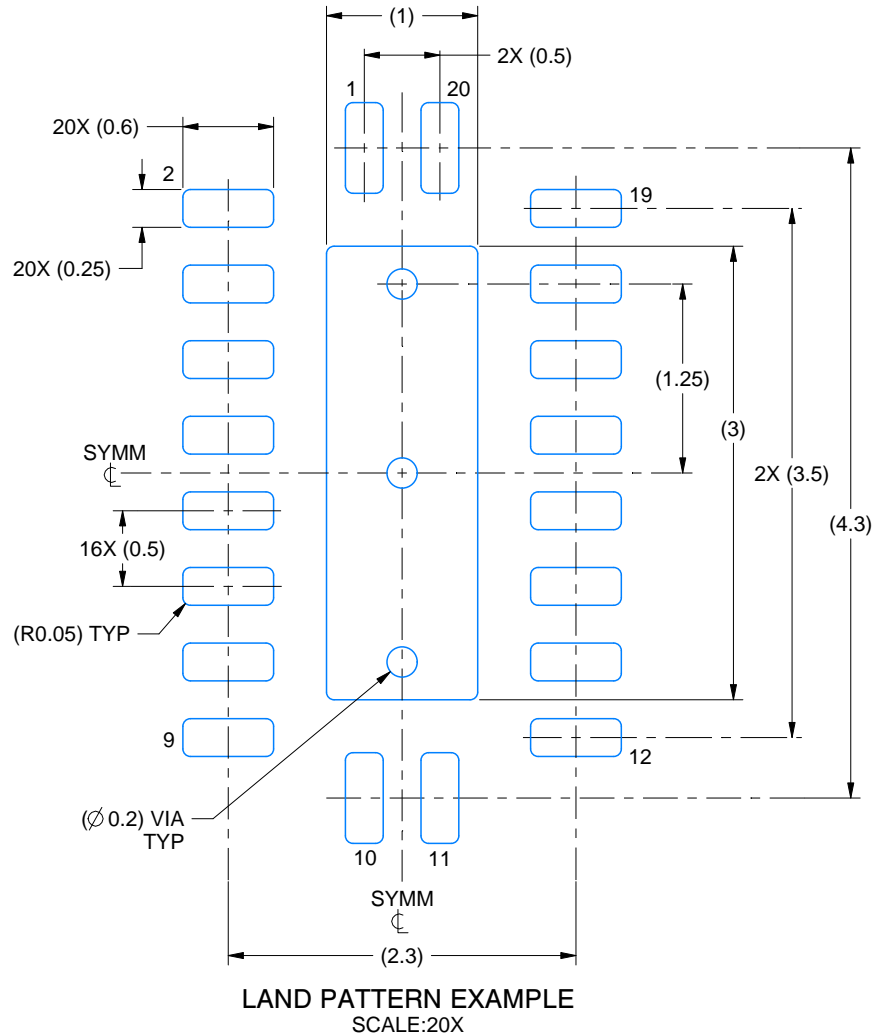 (1)
2X (0.5)
1
20
20X (0.6)
2
19
20X (0.25)
(1.25)
(3)
SYMM
2X (3.5)
(4.3)
16X (0.5)
(R0.05) TYP
9
12
(∅ 0.2) VIA
TYP
10
11
SYMM
(2.3)
LAND PATTERN EXAMPLE
SCALE:20X